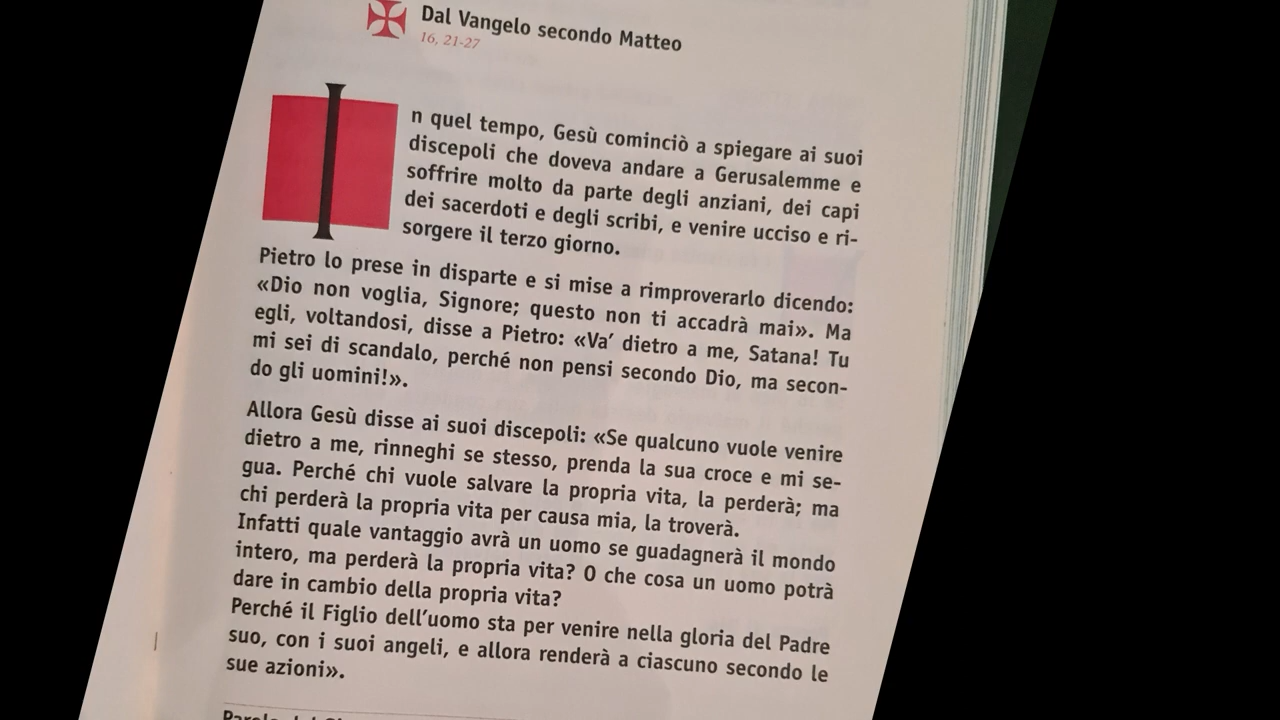 Dal Vangelo secondo Matteo
16, 21-27
In quel tempo, Gesù cominciò a spiegare ai suoi
discepoli che doveva andare a Gerusalemme e
soffrire molto da parte degli anziani, dei capi
dei sacerdoti e degli scribi, e venire ucciso e ri-
sorgere il terzo giorno.
Pietro lo prese in disparte e si mise a rimproverarlo dicendo:
«Dio non voglia, Signore; questo non ti accadrà mai». Ma
egli, voltandosi, disse a Pietro: «Va’ dietro a me, Satana! Tu
mi sei di scandalo, perché non pensi secondo Dio, ma secon-
do gli uomini!».
Allora Gesù disse ai suoi discepoli: «Se qualcuno vuole venire
dietro a me, rinneghi se stesso, prenda la sua croce e mi se-
gua. Perché chi vuole salvare la propria vita, la perderà; ma
chi perderà la propria vita per causa mia, la troverà.
Infatti quale vantaggio avrà un uomo se guadagnerà il mondo
intero, ma perderà la propria vita? O che cosa un uomo potrà
dare in cambio della propria vita?
Perché il Figlio dell’uomo sta per venire nella gloria del Padre
suo, con i suoi angeli, e allora renderà a ciascuno secondo le
sue azioni».